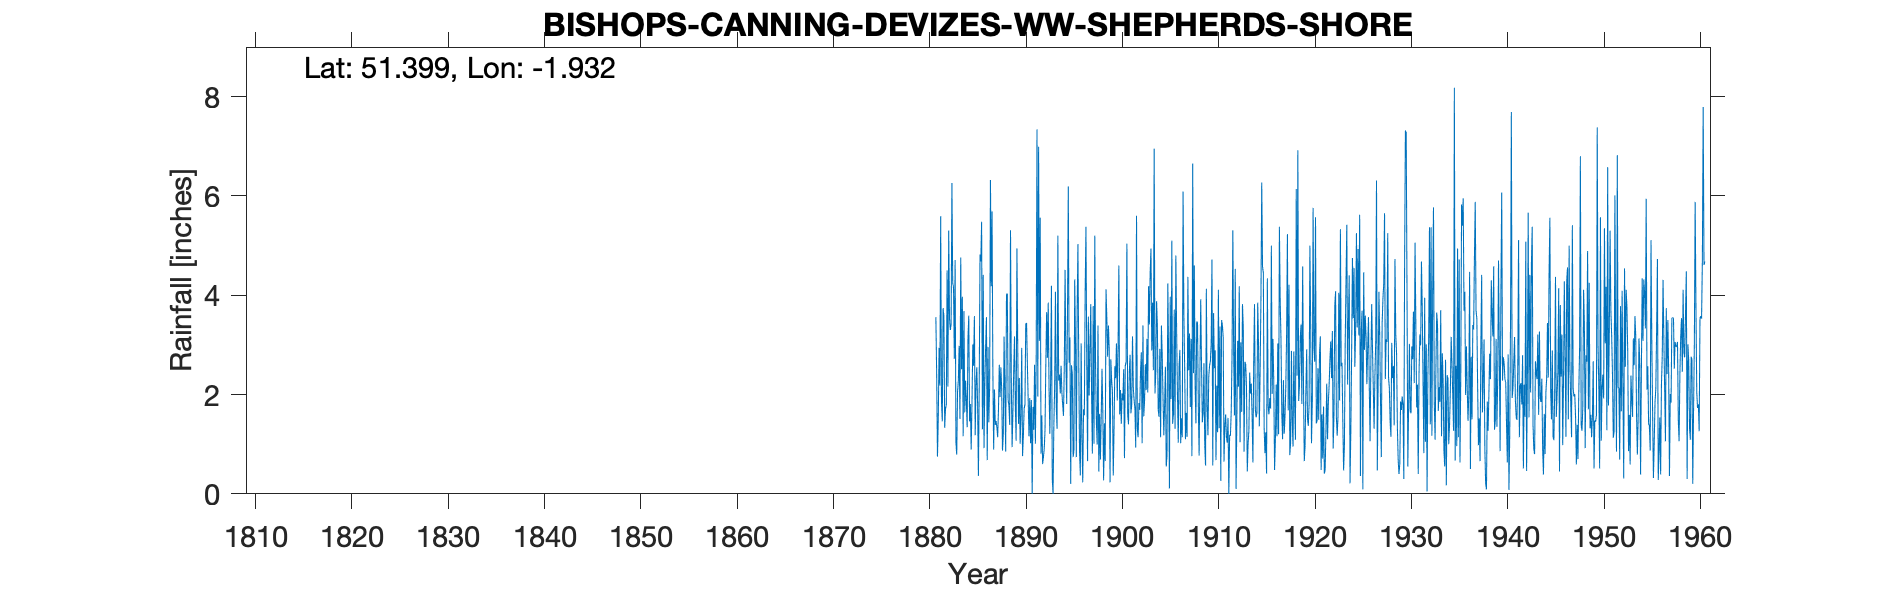 BISHOPS-CANNING-DEVIZES-WW-SHEPHERDS-SHORE
Lat: 51.399, Lon: -1.932
8
6
4
2
0
Rainfall [inches]
1810 1820 1830 1840 1850 1860 1870 1880 1890 1900 1910 1920 1930 1940 1950 1960
Year